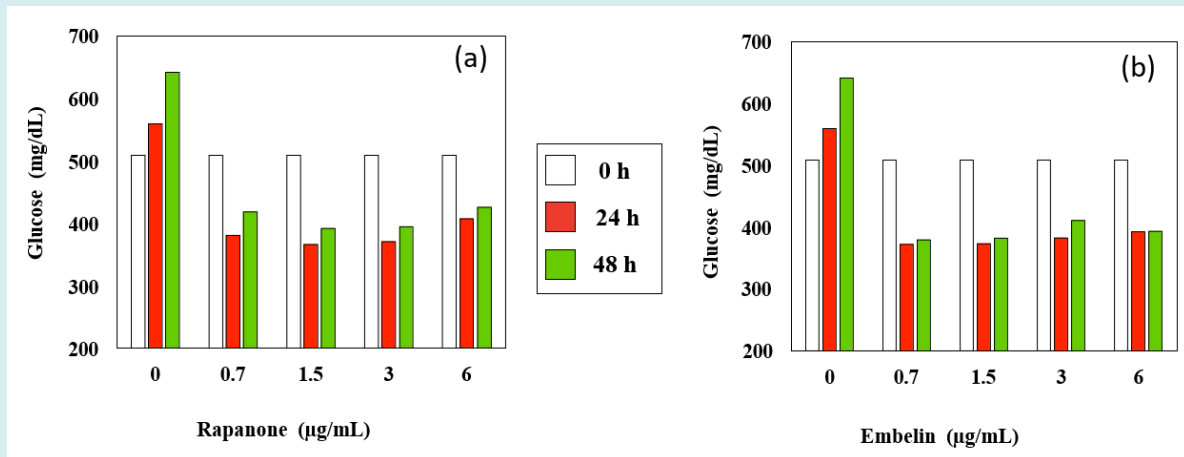 (a)
Glucose (mg/dL)
700
600
500
400
300
200
0 0.7 1.5 3 6
Rapanone (µg/mL)
0 h
24 h
48 h
(b)
Glucose (mg/dL)
700
600
500
400
300
200
0 0.7 1.5 3 6
Embelin (µg/mL)